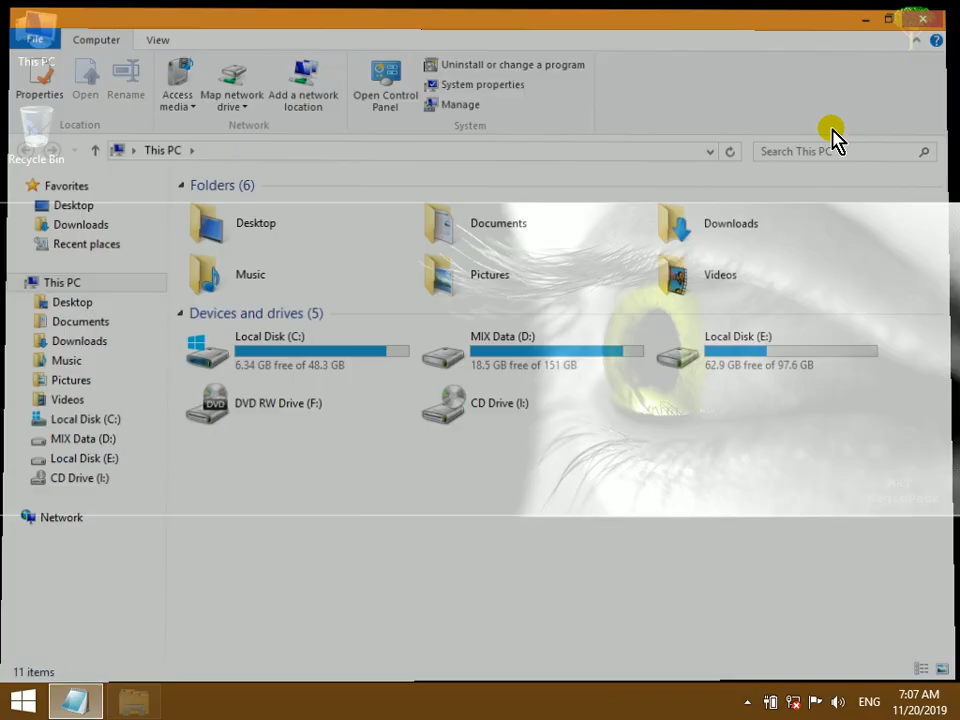 File
Computer
View
This PC
Properties
Open
Rename
Access
media
Map network
drive
Add a network
location
Open Control
Panel
Uninstall or change a program
System properties
Manage
Location
Network
System
Recycle Bin
This PC
Search This PC
Favorites
Desktop
Downloads
Recent places
This PC
Desktop
Documents
Downloads
Music
Pictures
Videos
Local Disk (C:)
MIX Data (D:)
Local Disk (E:)
CD Drive (I:)
Network
Folders (6)
Desktop
Documents
Downloads
Music
Pictures
Videos
Devices and drives (5)
Local Disk (C:)
6.34 GB free of 48.3 GB
MIX Data (D:)
18.5 GB free of 151 GB
Local Disk (E:)
62.9 GB free of 97.6 GB
DVD RW Drive (F:)
CD Drive (I:)
11 items
ENG
7:07 AM
11/20/2019